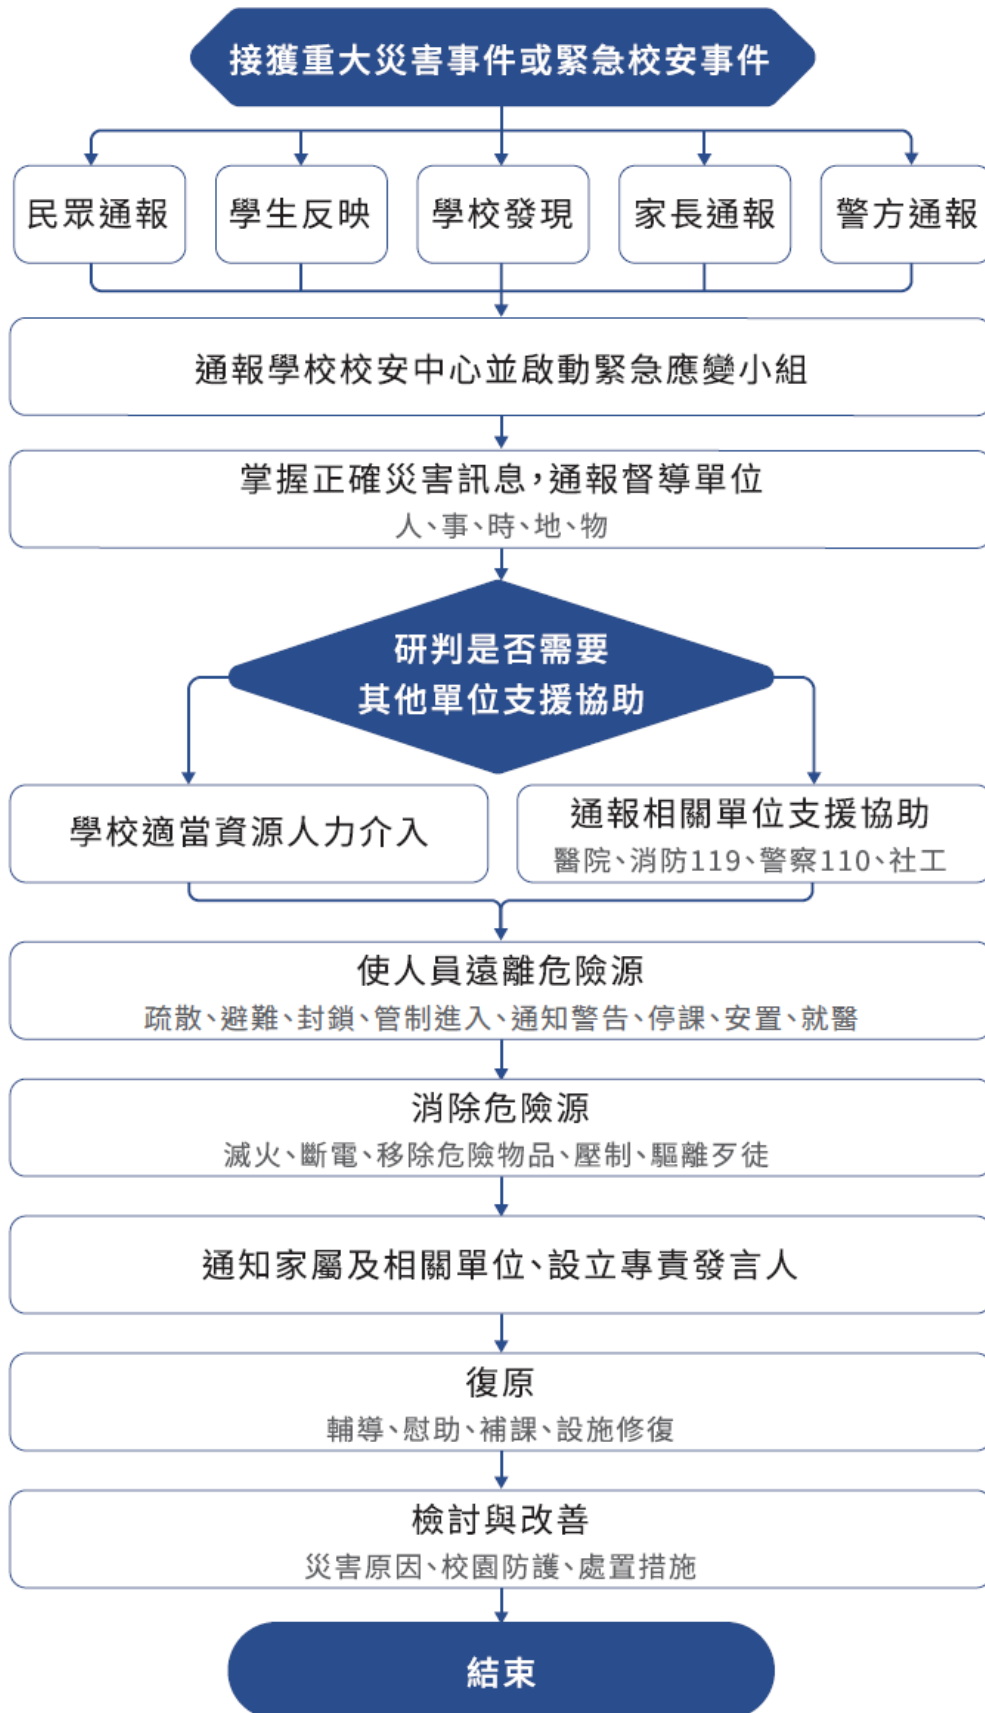 接獲重大災害事件或緊急校安事件
民眾通報
學生反映
學校發現
家長通報
警方通報
通報學校校安中心並啟動緊急應變小組
掌握正確災害訊息,通報督導單位
人、事、時、地、物
研判是否需要
其他單位支援協助
學校適當資源人力介入
通報相關單位支援協助
醫院、消防119、警察110、社工
使人員遠離危險源
疏散、避難、封鎖、管制進入、通知警告、停課、安置、就醫
消除危險源
滅火、斷電、移除危險物品、壓制、驅離歹徒
通知家屬及相關單位、設立專責發言人
復原
輔導、慰助、補課、設施修復
檢討與改善
災害原因、校園防護、處置措施
結束